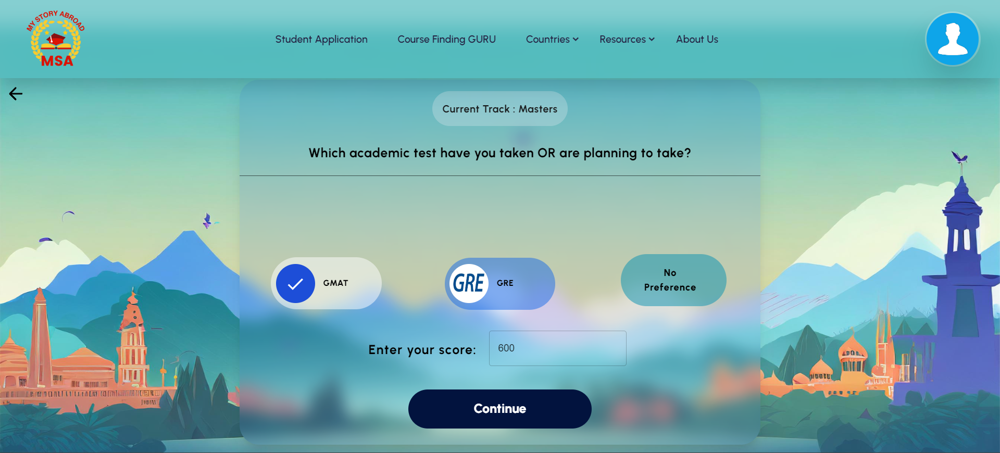 MY STORY ABROAD
MSA
Student Application
Course Finding GURU
Countries
Resources
About Us
Current Track : Masters
Which academic test have you taken OR are planning to take?
GMAT
GRE
GRE
No
Preference
Enter your score:
600
Continue